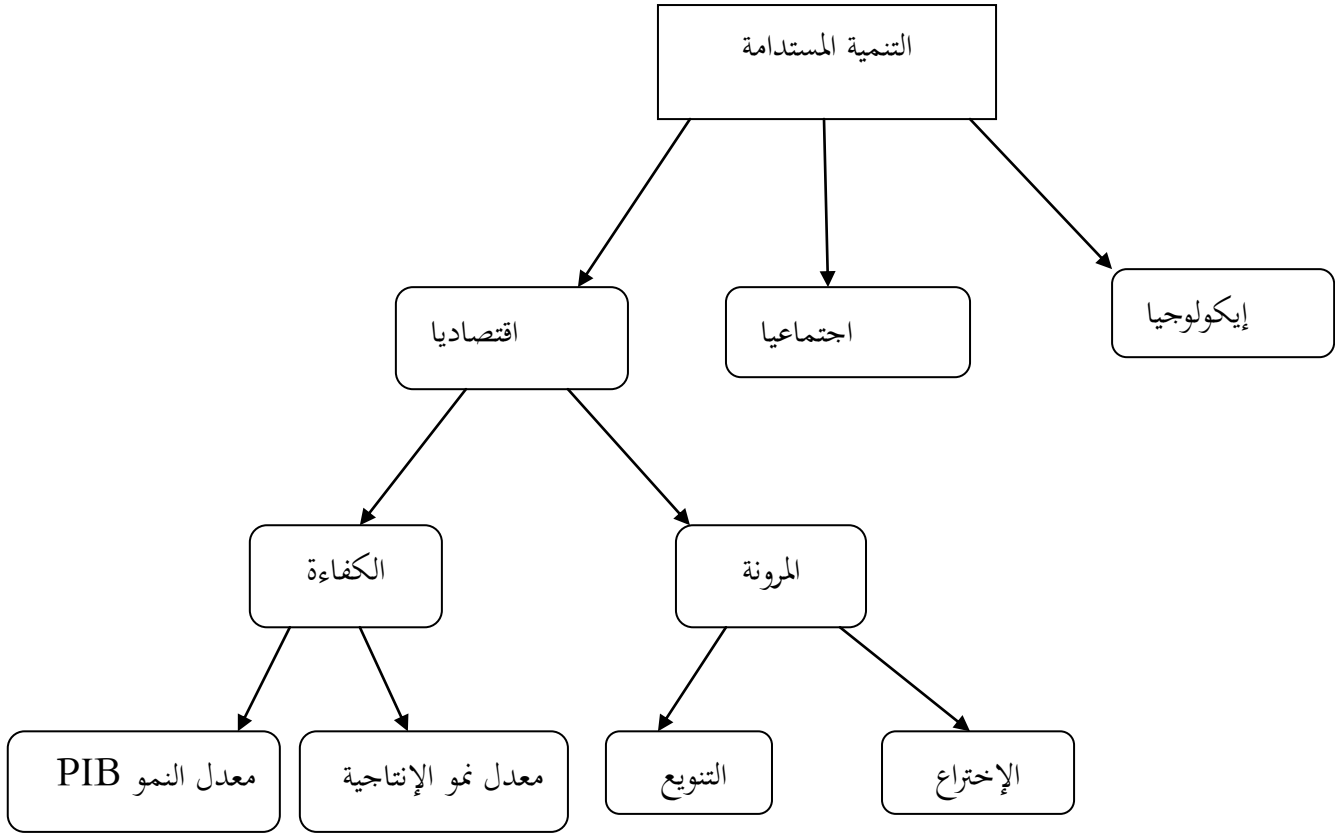 التنمية المستدامة
إيكولوجيا
اجتماعيا
اقتصاديا
المرونة
الكفاءة
الإختراع
التنويع
معدل نمو الإنتاجية
معدل النمو PIB